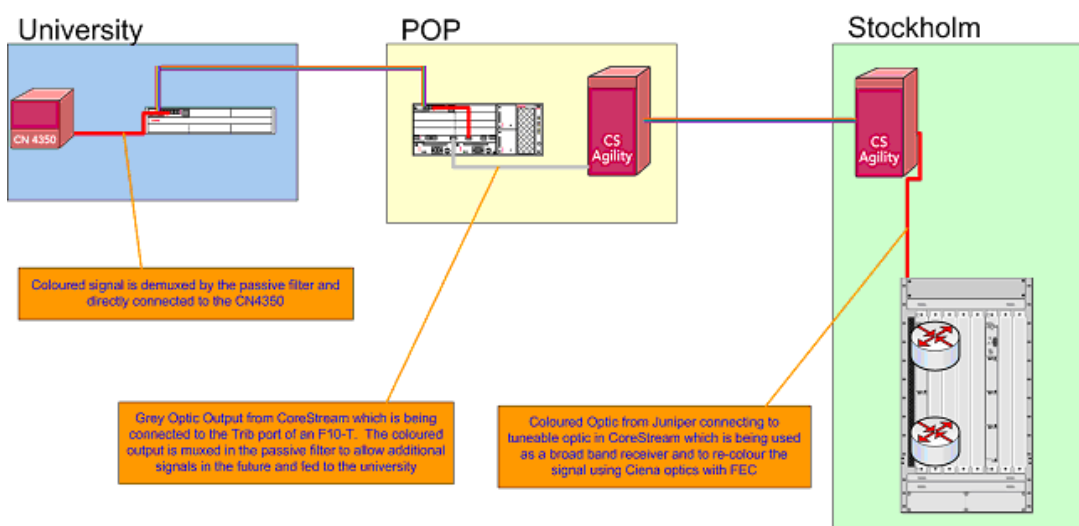 University
POP
Stockholm
CN 4350
CS
Agility
CS
Agility
Coloured signal is demuxed by the passive filter and
directly connected to the CN4350
Grey Optic Output from CoreStream which is being
connected to the Trib port of an F10-T. The coloured
output is muxed in the passive filter to allow additional
signals in the future and fed to the university
Coloured Optic from Juniper connecting to
tuneable optic in CoreStream which is being used
as a broad band receiver and to re-colour the
signal using Ciena optics with FEC